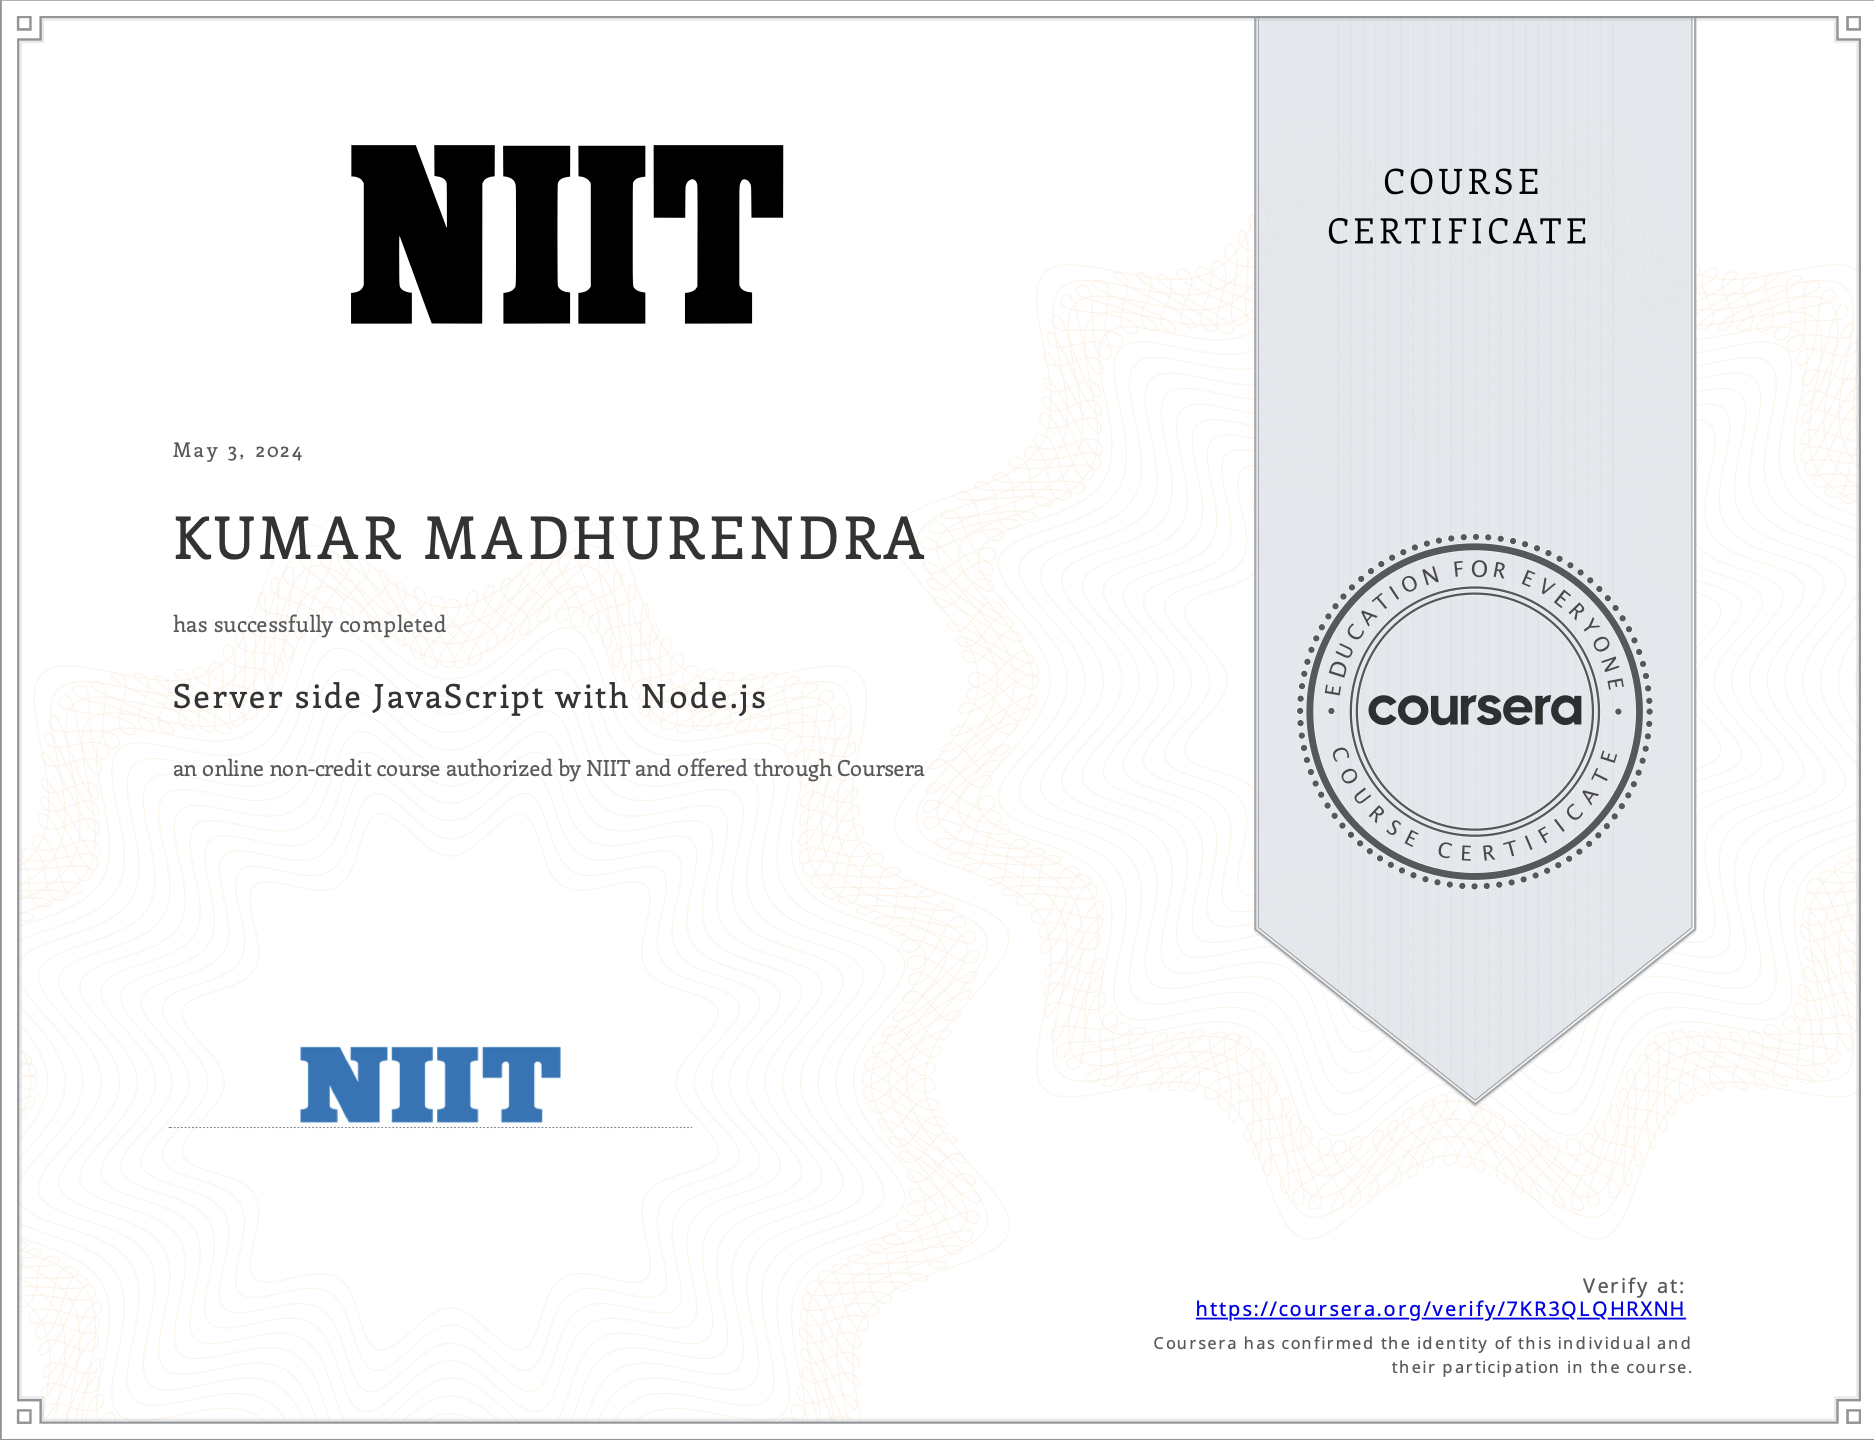 NIIT
COURSE
CERTIFICATE
May 3, 2024
KUMAR MADHURENDRA
has successfully completed
Server side JavaScript with Node.js
an online non-credit course authorized by NIIT and offered through Coursera
EDUCATION FOR EVERYONE
coursera
COURSE CERTIFICATE
NIIT
Verify at:
https://coursera.org/verify/7KR3QLQHRXNH
Coursera has confirmed the identity of this individual and
their participation in the course.